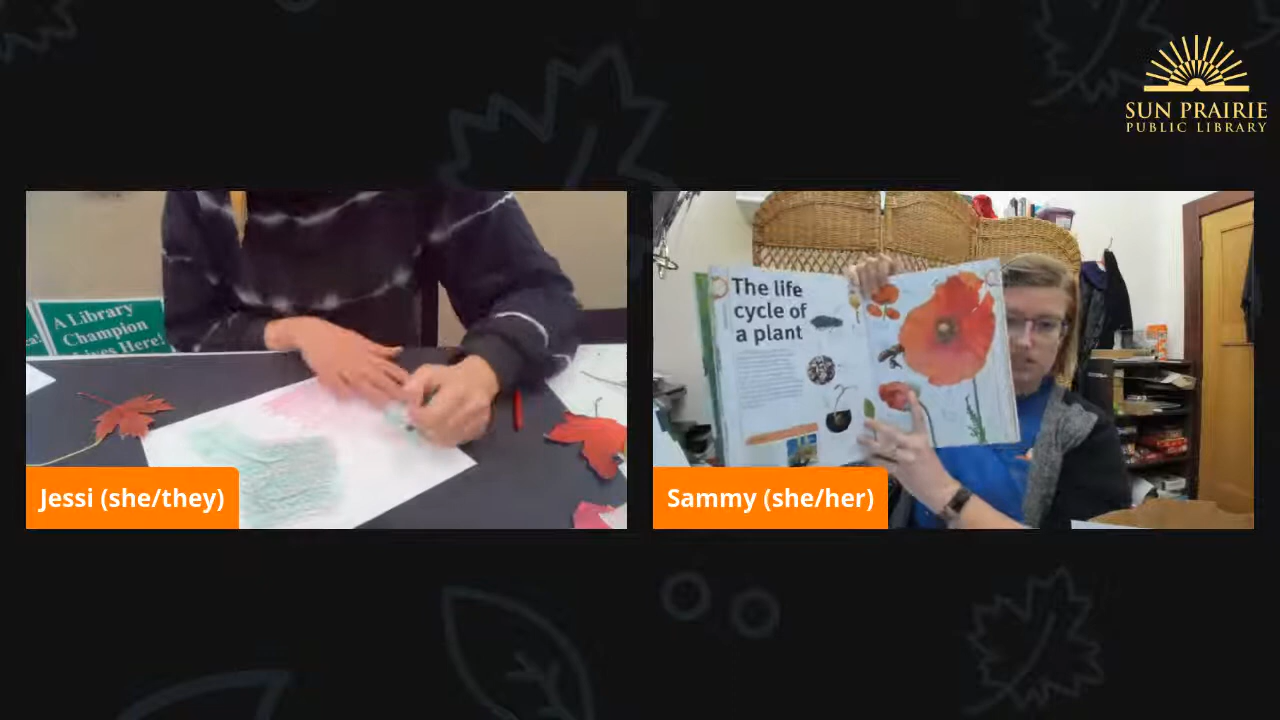 SUN PRAIRIE
PUBLIC LIBRARY
A Library
Champion
Lives Here!
Jessi (she/they)
The life
cycle of
a plant
Sammy (she/her)